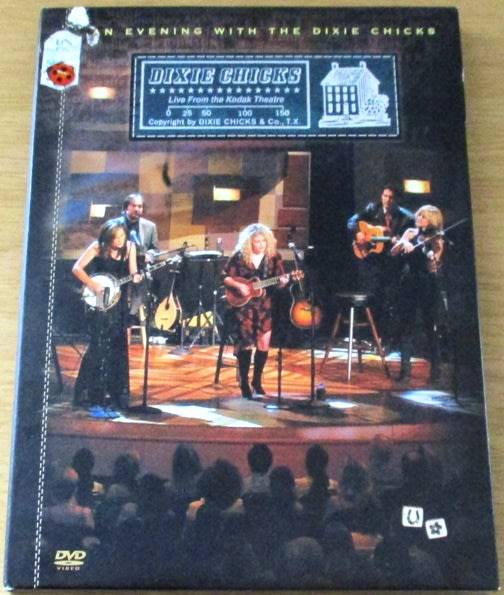 N EVENING WITH THE DIXIE CHICKS
DIXIE CHICKS
Live From the Kodak Theatre
0 25 50 100 150
Copyright by DIXIE CHICKS & Co., T.X.
DVD
VIDEO